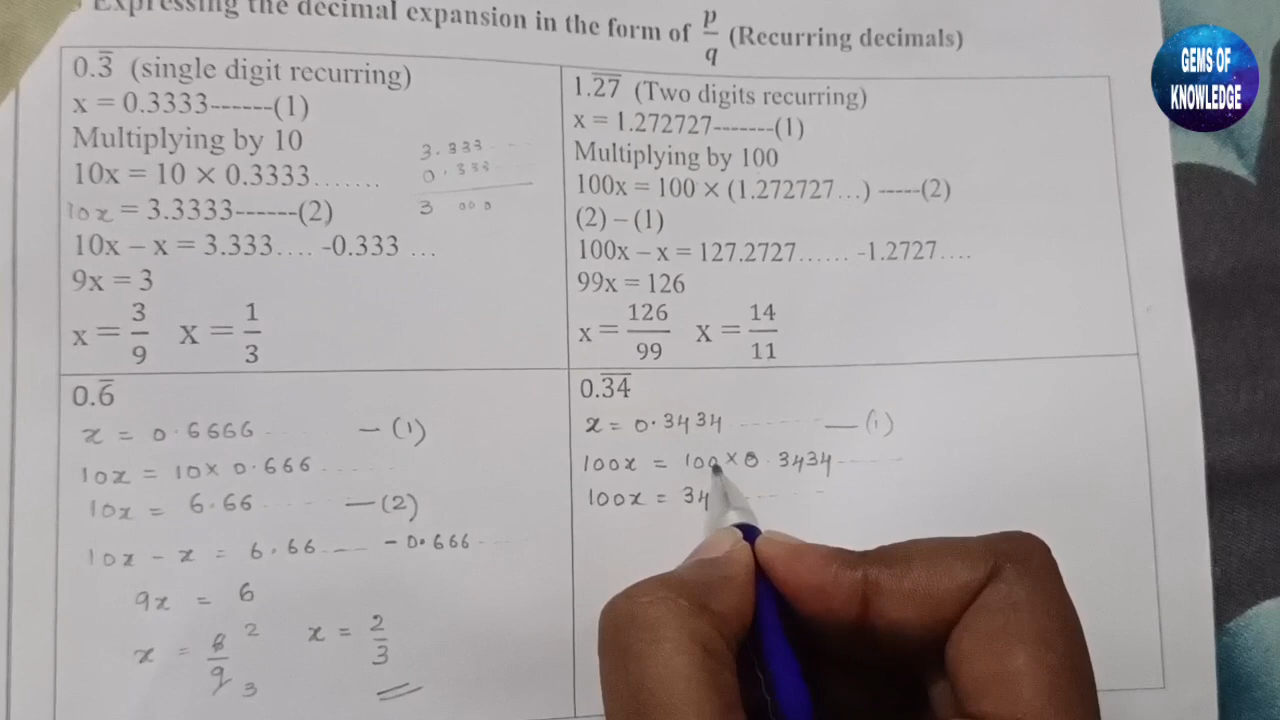 Expressing the decimal expansion in the form of p/q (Recurring decimals)
GEMS OF
KNOWLEDGE
0.3̅ (single digit recurring)
x = 0.3333------(1)
Multiplying by 10
10x = 10 × 0.3333.......
10x = 3.3333------(2)
10x – x = 3.333.... -0.333 ...
9x = 3
x = 3/9 x = 1/3
3.333
0.333
3 000
1.2̅7̅ (Two digits recurring)
x = 1.272727-------(1)
Multiplying by 100
100x = 100 × (1.272727...) -----(2)
(2) – (1)
100x – x = 127.2727...... -1.2727....
99x = 126
x = 126/99 x = 14/11
0.6̅
x = 0.6666 ...... — (1)
10x = 10 × 0.666 ......
10x = 6.66 — (2)
10x - x = 6.66 ---- - 0.666 ----
9x = 6
x = 6/9 2 3 x = 2/3
0.3̅4̅
x = 0.3434 -------- — (1)
100x = 100 × 0.3434 -------
100x = 34 ------